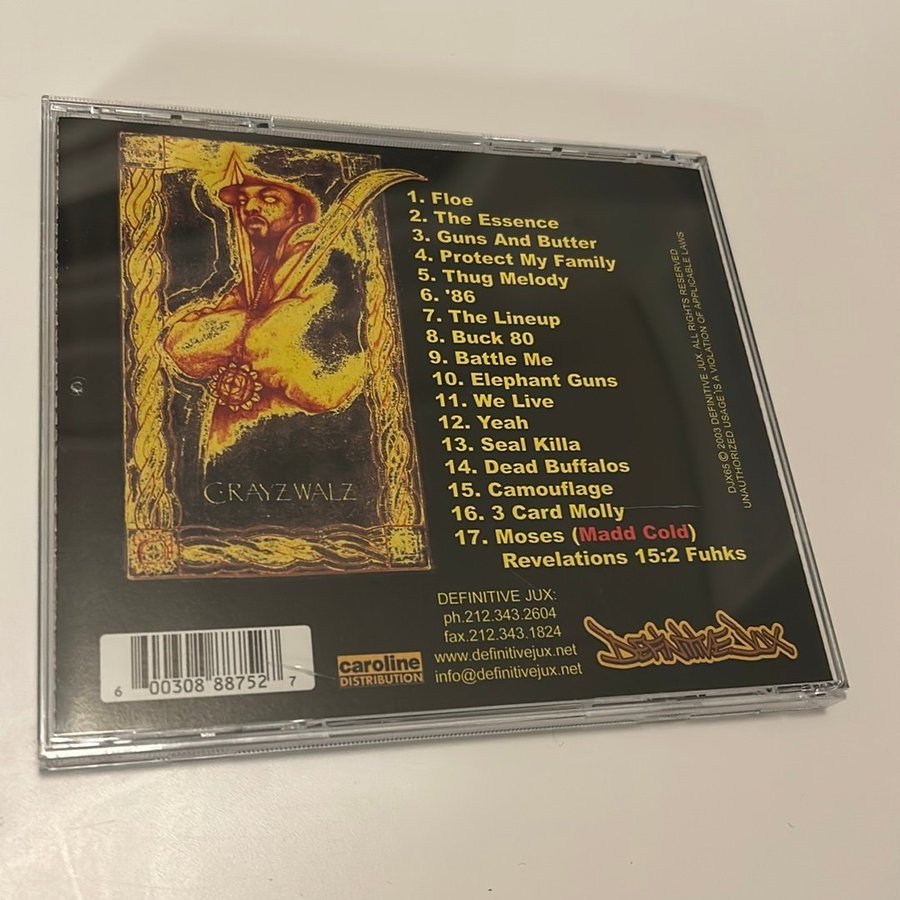 1. Floe
2. The Essence
3. Guns And Butter
4. Protect My Family
5. Thug Melody
6. '86
7. The Lineup
8. Buck 80
9. Battle Me
10. Elephant Guns
11. We Live
12. Yeah
13. Seal Killa
14. Dead Buffalos
15. Camouflage
16. 3 Card Molly
17. Moses (Madd Cold)
Revelations 15:2 Fuhks
C-RAYZ WALZ
DJX65 © 2003 DEFINITIVE JUX. ALL RIGHTS RESERVED
UNAUTHORIZED USAGE IS A VIOLATION OF APPLICABLE LAWS
DEFINITIVE JUX:
ph.212.343.2604
fax.212.343.1824
www.definitivejux.net
info@definitivejux.net
DEFINITIVE JUX
caroline
DISTRIBUTION
6 00308 88752 7